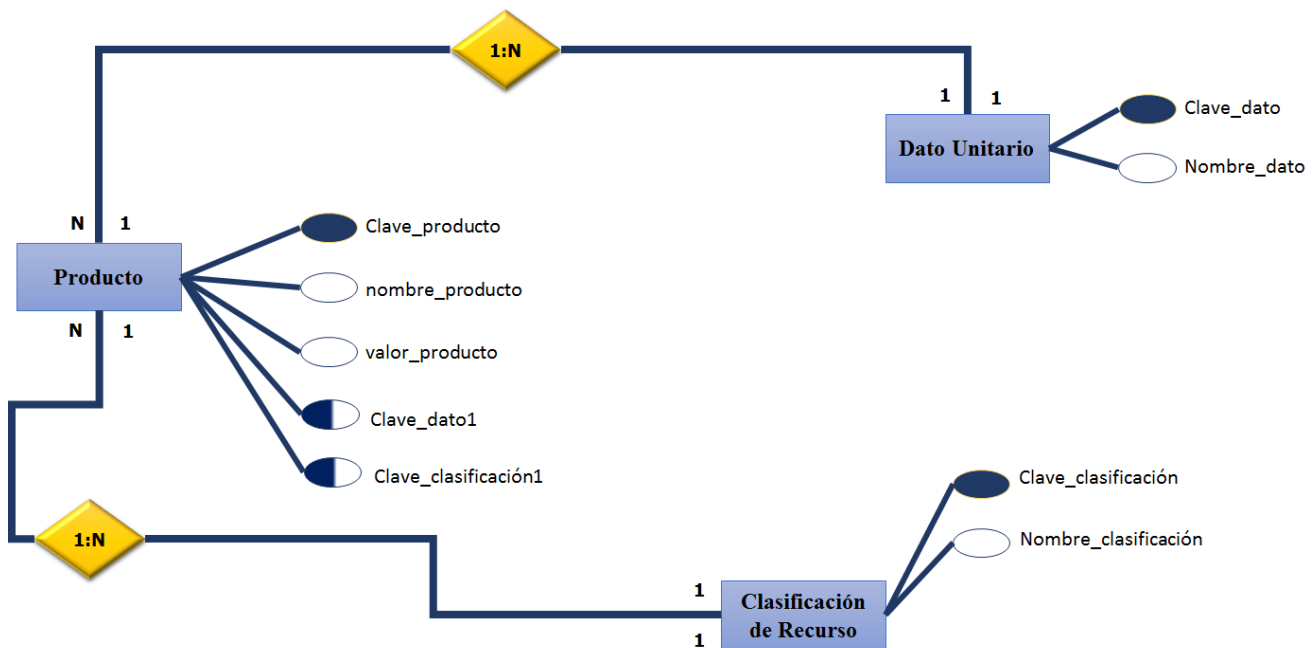 1:N
1 1
Dato Unitario
Clave_dato
Nombre_dato
N 1
Producto
N 1
Clave_producto
nombre_producto
valor_producto
Clave_dato1
Clave_clasificación1
1:N
1
Clasificación
de Recurso
1
Clave_clasificación
Nombre_clasificación